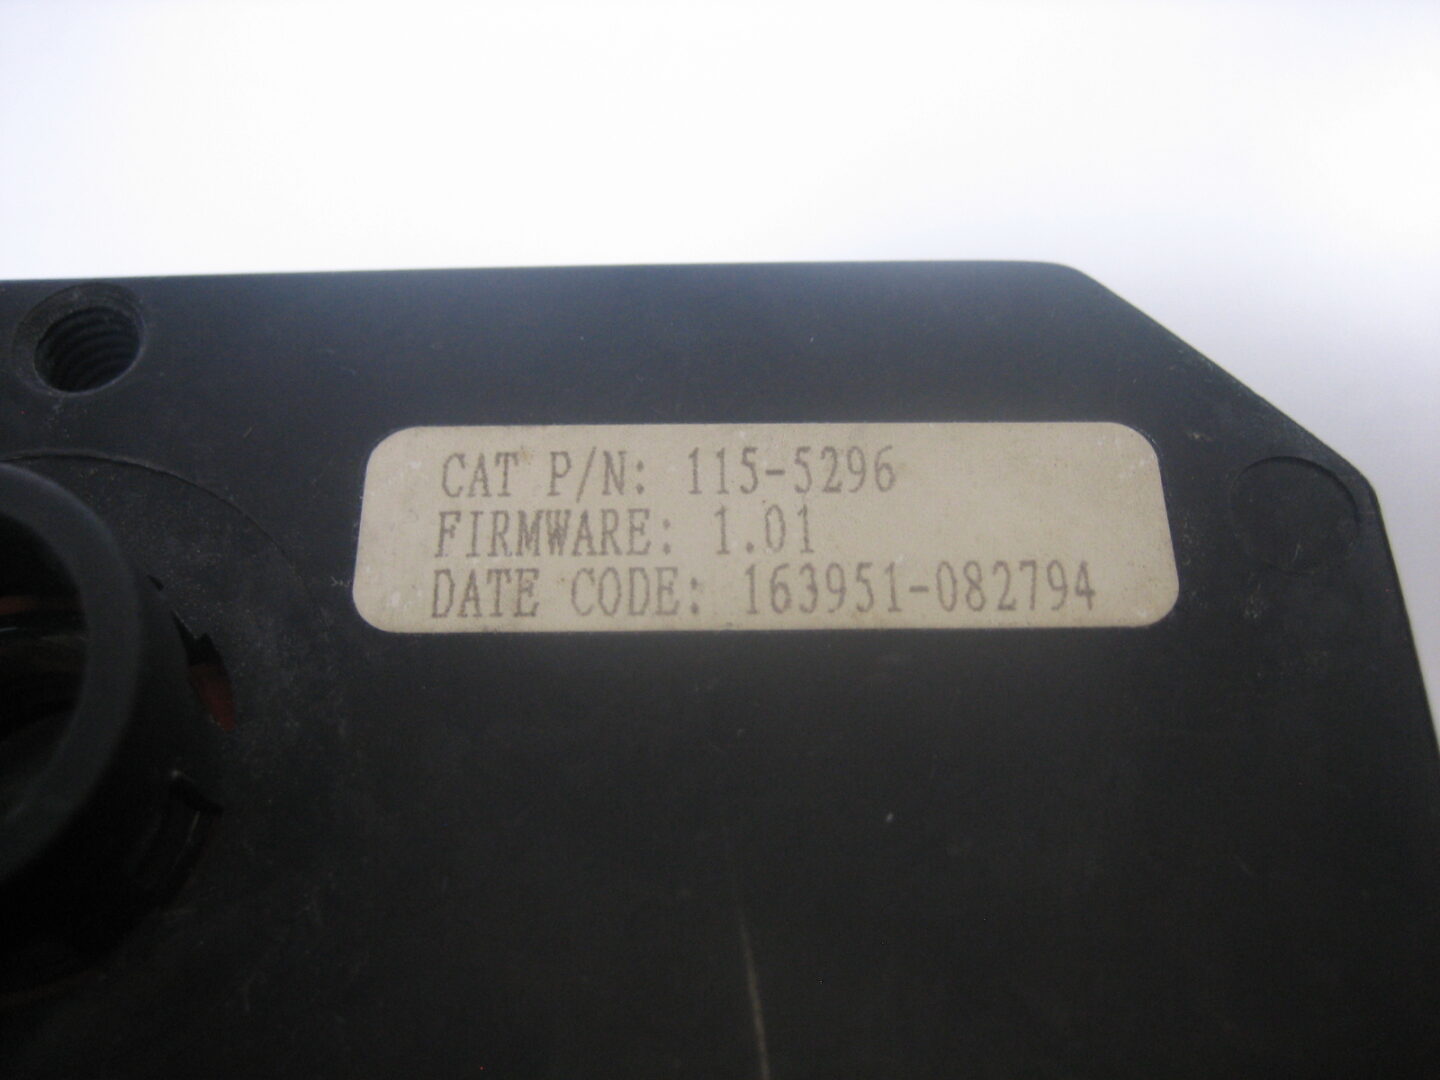 CAT P/N: 115-5296
FIRMWARE: 1.01
DATE CODE: 163951-082794